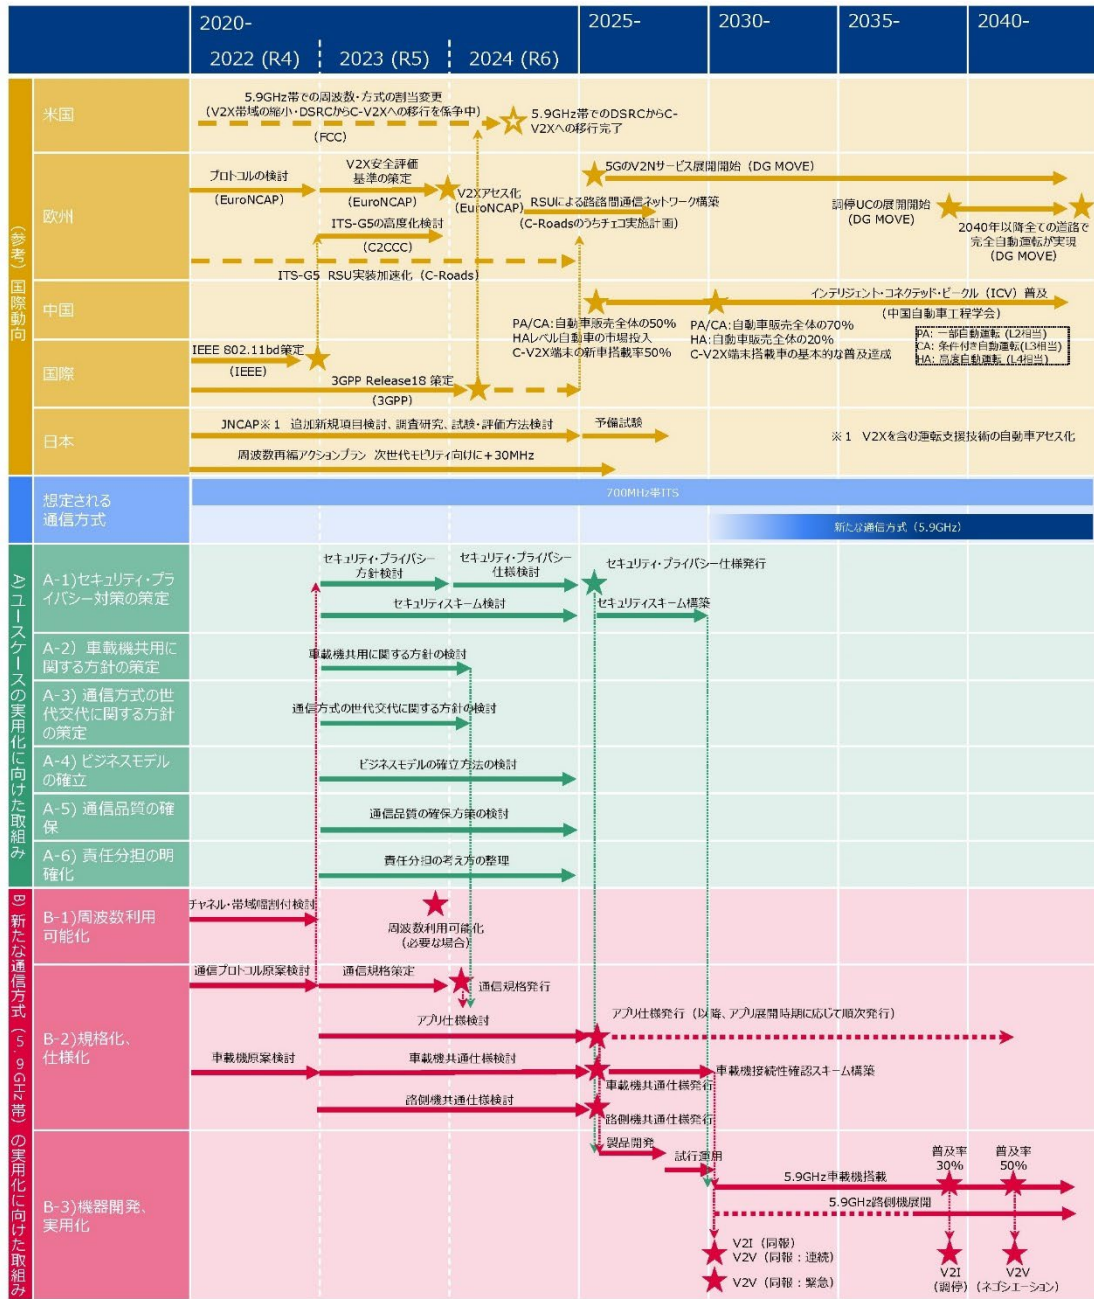 2020-
2025-
2030-
2035-
2040-
2022 (R4)
2023 (R5)
2024 (R6)
(参考)国際動向
米国
5.9GHz帯での周波数・方式の割当変更
(V2X帯域の縮小・DSRCからC-V2Xへの移行を係争中)
(FCC)
5.9GHz帯でのDSRCからC-
V2Xへの移行完了
欧州
プロトコルの検討
(EuroNCAP)
V2X安全評価
基準の策定
(EuroNCAP)
V2Xアセス化
(EuroNCAP)
5GのV2Nサービス展開開始 (DG MOVE)
RSUによる路路間通信ネットワーク構築
(C-Roadsのうちチェコ実施計画)
調停UCの展開開始
(DG MOVE)
2040年以降全ての道路で
完全自動運転が実現
(DG MOVE)
ITS-G5の高度化検討
(C2CCC)
ITS-G5 RSU実装加速化 (C-Roads)
中国
インテリジェント・コネクテッド・ビークル (ICV) 普及
(中国自動車工程学会)
PA/CA:自動車販売全体の50%
HAレベル自動車の市場投入
C-V2X端末の新車搭載率50%
PA/CA:自動車販売全体の70%
HA:自動車販売全体の20%
C-V2X端末搭載車の基本的な普及達成
PA: 一部自動運転 (L2相当)
CA: 条件付き自動運転(L3相当)
HA: 高度自動運転 (L4相当)
国際
IEEE 802.11bd策定
(IEEE)
3GPP Release18 策定
(3GPP)
日本
JNCAP※1 追加新規項目検討、調査研究、試験・評価方法検討
予備試験
※1 V2Xを含む運転支援技術の自動車アセス化
周波数再編アクションプラン 次世代モビリティ向けに+30MHz
想定される
通信方式
700MHz帯ITS
新たな通信方式 (5.9GHz)
A) ユースケースの実用化に向けた取組み
A-1)セキュリティ・プラ
イバシー対策の策定
セキュリティ・プライバシー
方針検討
セキュリティ・プライバシー
仕様検討
セキュリティ・プライバシー仕様発行
セキュリティスキーム検討
セキュリティスキーム構築
A-2) 車載機共用に
関する方針の策定
車載機共用に関する方針の検討
A-3) 通信方式の世
代交代に関する方針
の策定
通信方式の世代交代に関する方針の検討
A-4) ビジネスモデル
の確立
ビジネスモデルの確立方法の検討
A-5) 通信品質の確
保
通信品質の確保方策の検討
A-6) 責任分担の明
確化
責任分担の考え方の整理
B) 新たな通信方式(5.9GHz帯)の実用化に向けた取組み
B-1)周波数利用
可能化
チャネル・帯域幅割付検討
周波数利用可能化
(必要な場合)
B-2)規格化、
仕様化
通信プロトコル原案検討
通信規格策定
通信規格発行
アプリ仕様検討
アプリ仕様発行 (以降、アプリ展開時期に応じて順次発行)
車載機原案検討
車載機共通仕様検討
車載機共通仕様発行
車載機接続性確認スキーム構築
路側機共通仕様検討
路側機共通仕様発行
B-3)機器開発、
実用化
製品開発
試行運用
5.9GHz車載機搭載
普及率
30%
普及率
50%
5.9GHz路側機展開
V2I (同報)
V2V (同報:連続)
V2V (同報:緊急)
V2I
(調停)
V2V
(ネゴシエーション)